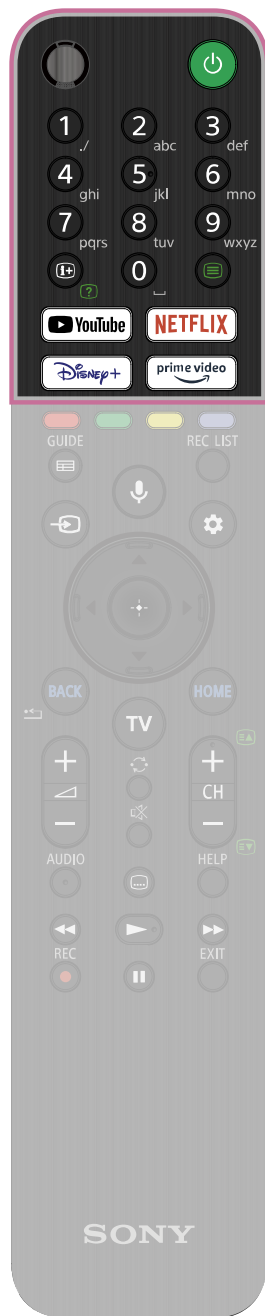 1 2 3
./ abc def
4 5 6
ghi jkl mno
7 8 9
pqrs tuv wxyz
i+ 0
?
YouTube NETFLIX
Disney+ prime video
GUIDE REC LIST
BACK HOME
TV
+ +
CH
− −
AUDIO HELP
REC EXIT
SONY